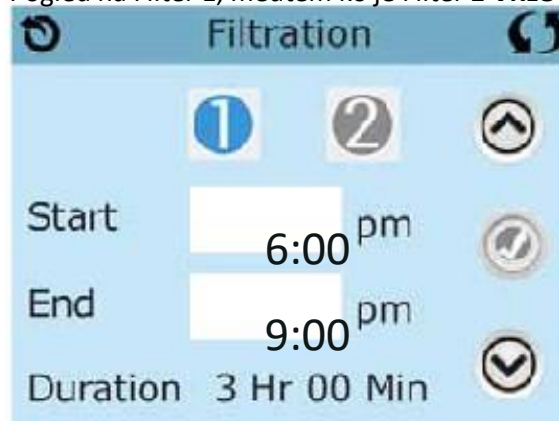 Filtration
1 2
Start 6:00 pm
End 9:00 pm
Duration 3 Hr 00 Min